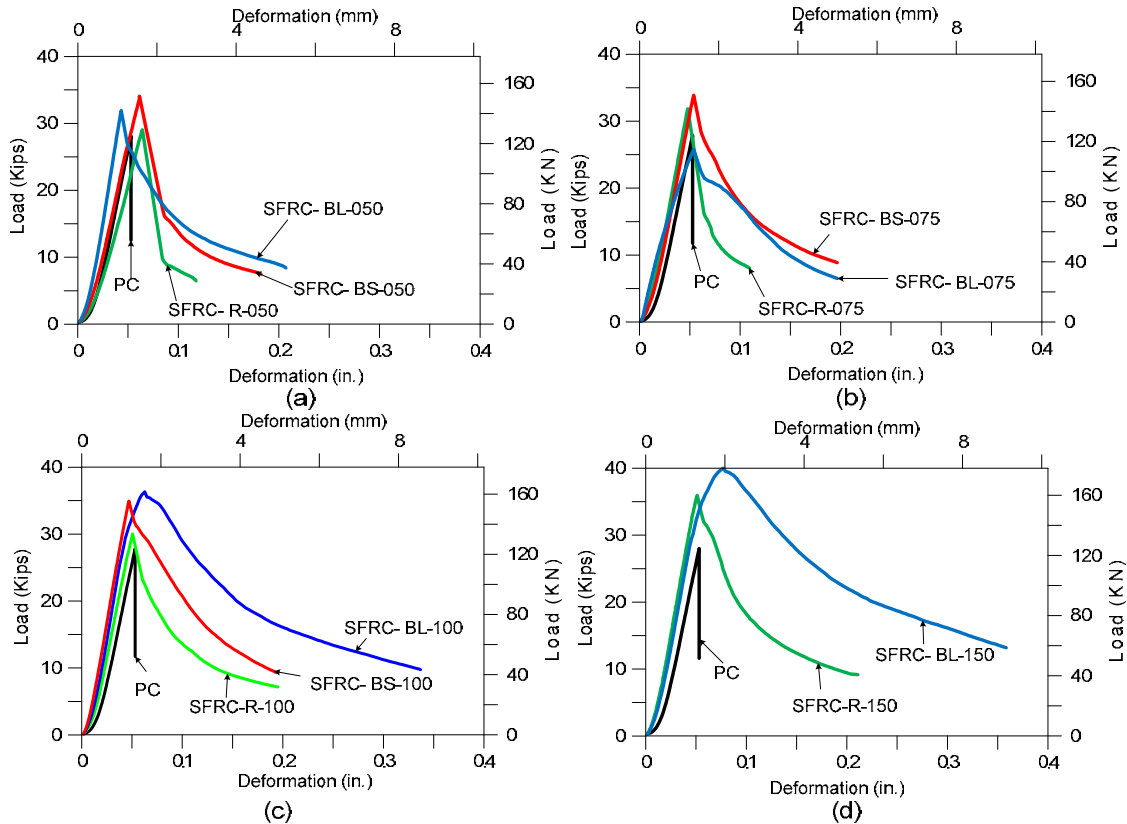 Deformation (mm)
0 4 8
40
30
20
10
0
Load (Kips)
160
120
80
40
0
Load (KN)
SFRC- BL-050
PC
SFRC- BS-050
SFRC- R-050
0 0.1 0.2 0.3 0.4
Deformation (in.)
(a)
Deformation (mm)
0 4 8
40
30
20
10
0
Load (Kips)
160
120
80
40
0
Load (KN)
SFRC- BS-075
PC
SFRC- BL-075
SFRC-R-075
0 0.1 0.2 0.3 0.4
Deformation (in.)
(b)
Deformation (mm)
0 4 8
40
30
20
10
0
Load (Kips)
160
120
80
40
0
Load (KN)
SFRC- BL-100
PC
SFRC- BS-100
SFRC-R-100
0 0.1 0.2 0.3 0.4
Deformation (in.)
(c)
Deformation (mm)
0 4 8
40
30
20
10
0
Load (Kips)
160
120
80
40
0
Load (KN)
SFRC- BL-150
PC
SFRC-R-150
0 0.1 0.2 0.3 0.4
Deformation (in.)
(d)